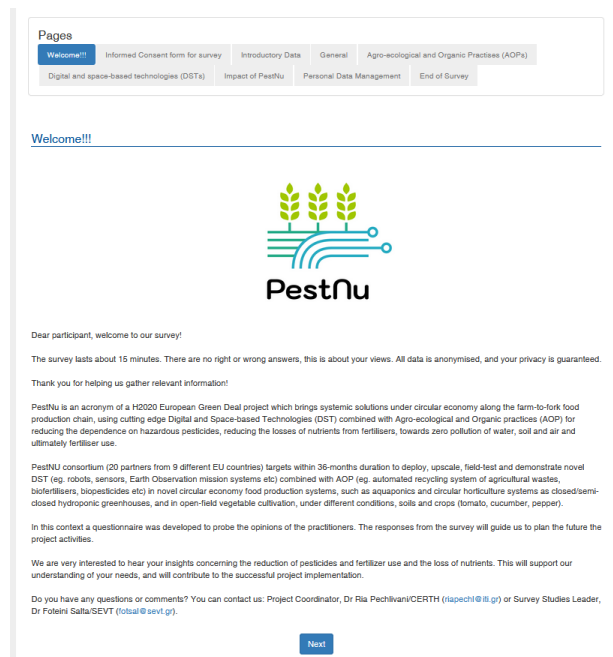 Pages
Welcome!!! Informed Consent form for survey Introductory Data General Agro-ecological and Organic Practises (AOPs)
Digital and space-based technologies (DSTs) Impact of PestNu Personal Data Management End of Survey
Welcome!!!
PestNu
Dear participant, welcome to our survey!
The survey lasts about 15 minutes. There are no right or wrong answers, this is about your views. All data is anonymised, and your privacy is guaranteed.
Thank you for helping us gather relevant information!
PestNu is an acronym of a H2020 European Green Deal project which brings systemic solutions under circular economy along the farm-to-fork food
production chain, using cutting edge Digital and Space-based Technologies (DST) combined with Agro-ecological and Organic practices (AOP) for
reducing the dependence on hazardous pesticides, reducing the losses of nutrients from fertilisers, towards zero pollution of water, soil and air and
ultimately fertiliser use.
PestNU consortium (20 partners from 9 different EU countries) targets within 36-months duration to deploy, upscale, field-test and demonstrate novel
DST (eg. robots, sensors, Earth Observation mission systems etc) combined with AOP (eg. automated recycling system of agricultural wastes,
biofertilisers, biopesticides etc) in novel circular economy food production systems, such as aquaponics and circular horticulture systems as closed/semi-
closed hydroponic greenhouses, and in open-field vegetable cultivation, under different conditions, soils and crops (tomato, cucumber, pepper).
In this context a questionnaire was developed to probe the opinions of the practitioners. The responses from the survey will guide us to plan the future the
project activities.
We are very interested to hear your insights concerning the reduction of pesticides and fertilizer use and the loss of nutrients. This will support our
understanding of your needs, and will contribute to the successful project implementation.
Do you have any questions or comments? You can contact us: Project Coordinator, Dr Ria Pechlivani/CERTH (riapechl@iti.gr) or Survey Studies Leader,
Dr Foteini Salta/SEVT (fotsal@sevt.gr).
Next